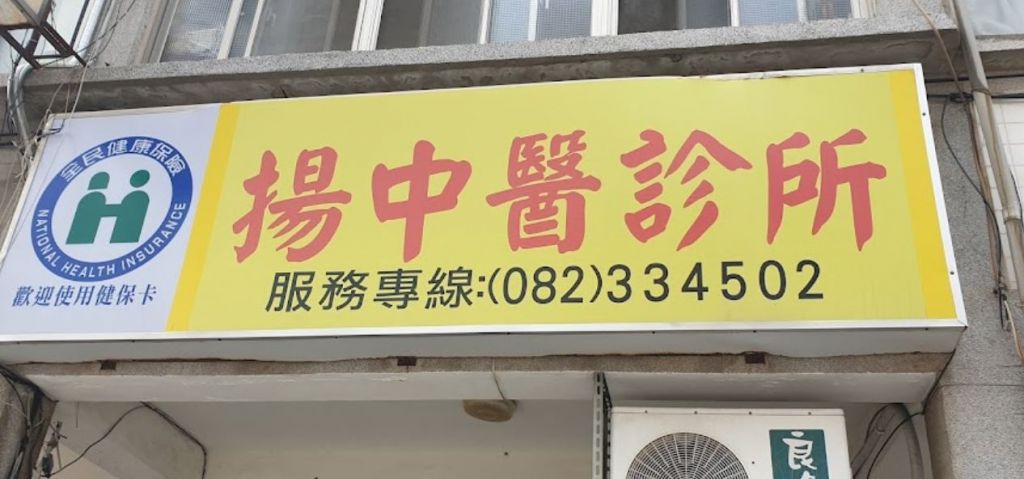 全民健康保險
NATIONAL HEALTH INSURANCE
歡迎使用健保卡
揚中醫診所
服務專線:(082)334502
良